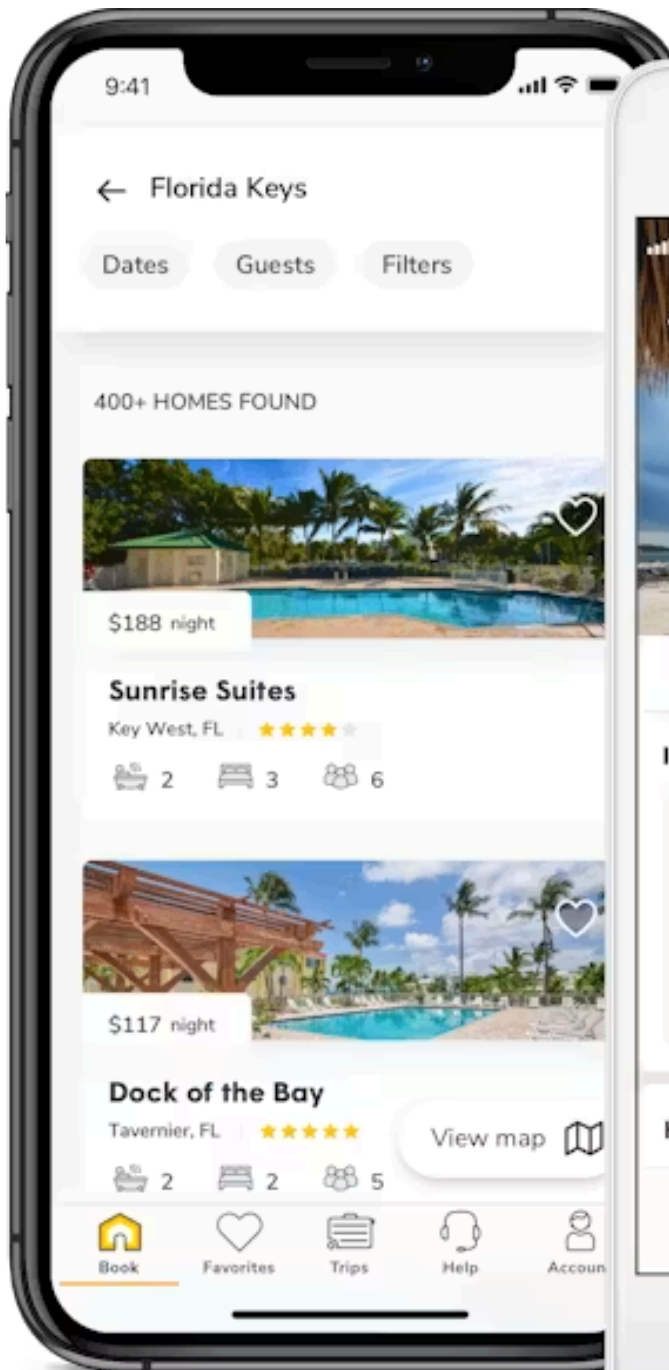 9:41
Florida Keys
Dates Guests Filters
400+ HOMES FOUND
$188 night
Sunrise Suites
Key West, FL
2 3 6
$117 night
Dock of the Bay
Tavernier, FL
View map
2 2 5
Book Favorites Trips Help Accoun